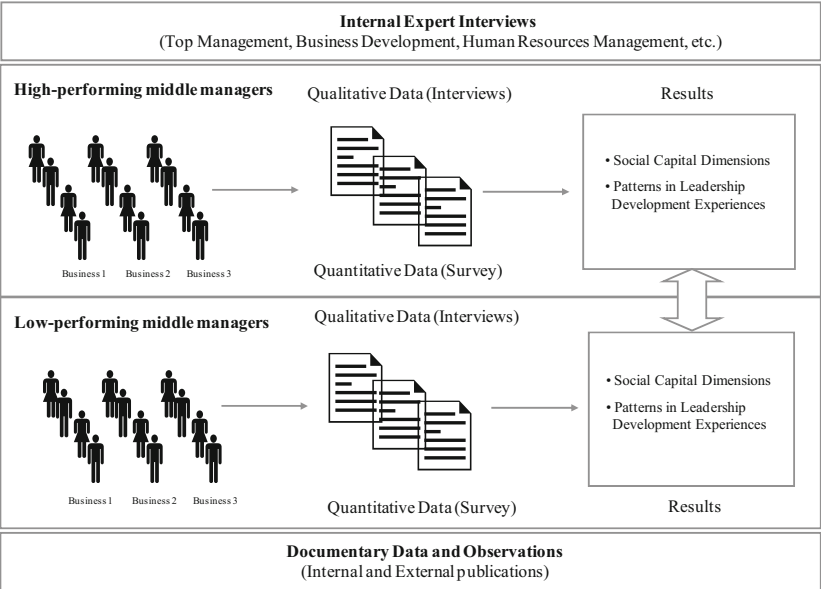 Internal Expert Interviews
(Top Management, Business Development, Human Resources Management, etc.)
High-performing middle managers
Qualitative Data (Interviews)
Results
• Social Capital Dimensions
• Patterns in Leadership
Development Experiences
Business 1
Business 2
Business 3
Quantitative Data (Survey)
Low-performing middle managers
Qualitative Data (Interviews)
• Social Capital Dimensions
• Patterns in Leadership
Development Experiences
Business 1
Business 2
Business 3
Quantitative Data (Survey)
Results
Documentary Data and Observations
(Internal and External publications)